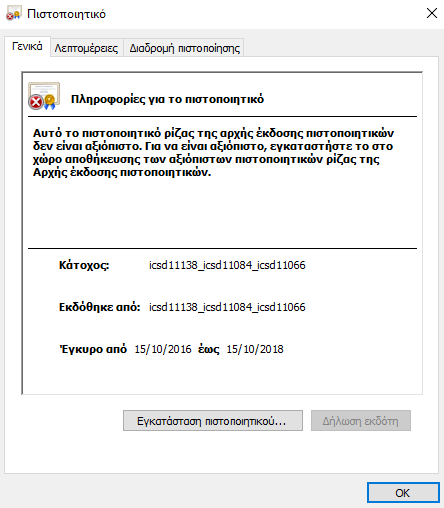 Πιστοποιητικό
Γενικά Λεπτομέρειες Διαδρομή πιστοποίησης
Πληροφορίες για το πιστοποιητικό
Αυτό το πιστοποιητικό ρίζας της αρχής έκδοσης πιστοποιητικών
δεν είναι αξιόπιστο. Για να είναι αξιόπιστο, εγκαταστήστε το στο
χώρο αποθήκευσης των αξιόπιστων πιστοποιητικών ρίζας της
Αρχής έκδοσης πιστοποιητικών.
Κάτοχος: icsd11138_icsd11084_icsd11066
Εκδόθηκε από: icsd11138_icsd11084_icsd11066
Έγκυρο από 15/10/2016 έως 15/10/2018
Εγκατάσταση πιστοποιητικού... Δήλωση εκδότη
OK